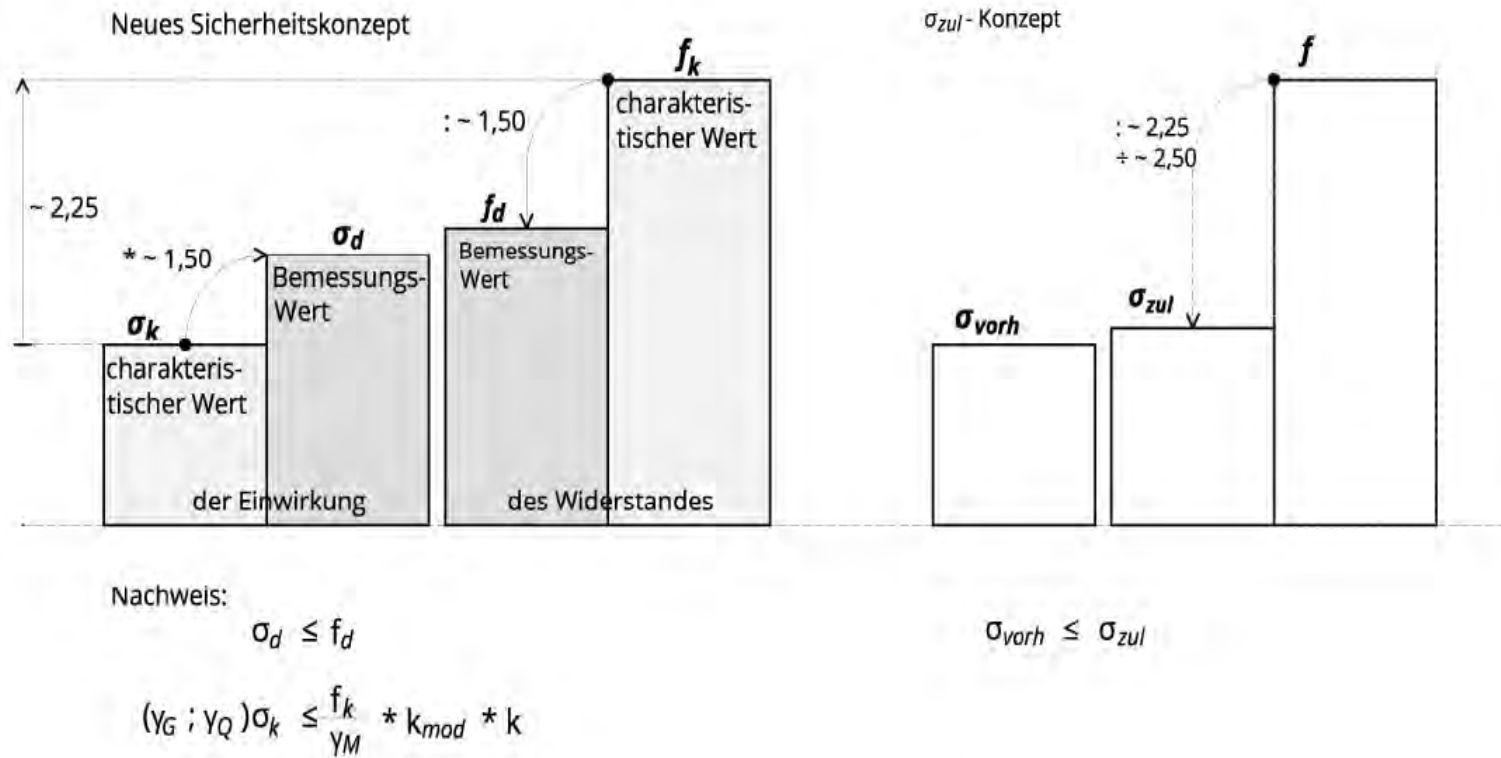 Neues Sicherheitskonzept
σzul - Konzept
fk
charakteris-
tischer Wert
: ~ 1,50
~ 2,25
* ~ 1,50
σd
Bemessungs-
Wert
fd
Bemessungs-
Wert
σk
charakteris-
tischer Wert
der Einwirkung
des Widerstandes
f
: ~ 2,25
÷ ~ 2,50
σvorh
σzul
Nachweis:
σd ≤ fd
σvorh ≤ σzul
(γG ; γQ )σk ≤ fk / γM * kmod * k